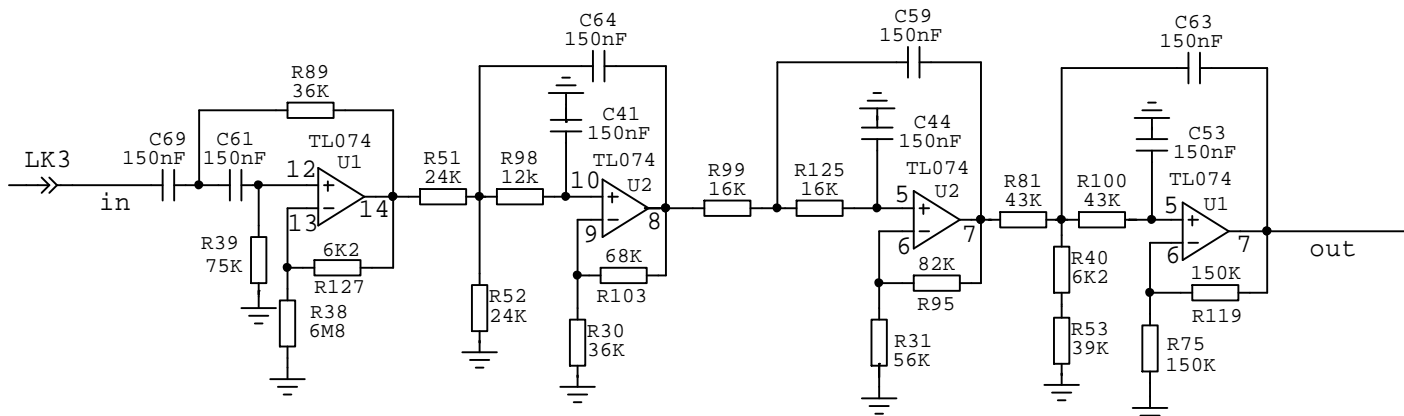 C64
150nF
C59
150nF
C63
150nF
R89
36K
C41
150nF
C44
150nF
C53
150nF
LK3
in
C69
150nF
C61
150nF
TL074
U1
12
13
14
R51
24K
R98
12k
TL074
U2
10
9
8
R99
16K
R125
16K
TL074
U2
5
6
7
R81
43K
R100
43K
TL074
U1
5
6
7
out
R39
75K
6K2
R127
R38
6M8
R52
24K
68K
R103
R30
36K
82K
R95
R31
56K
R40
6K2
R53
39K
150K
R119
R75
150K